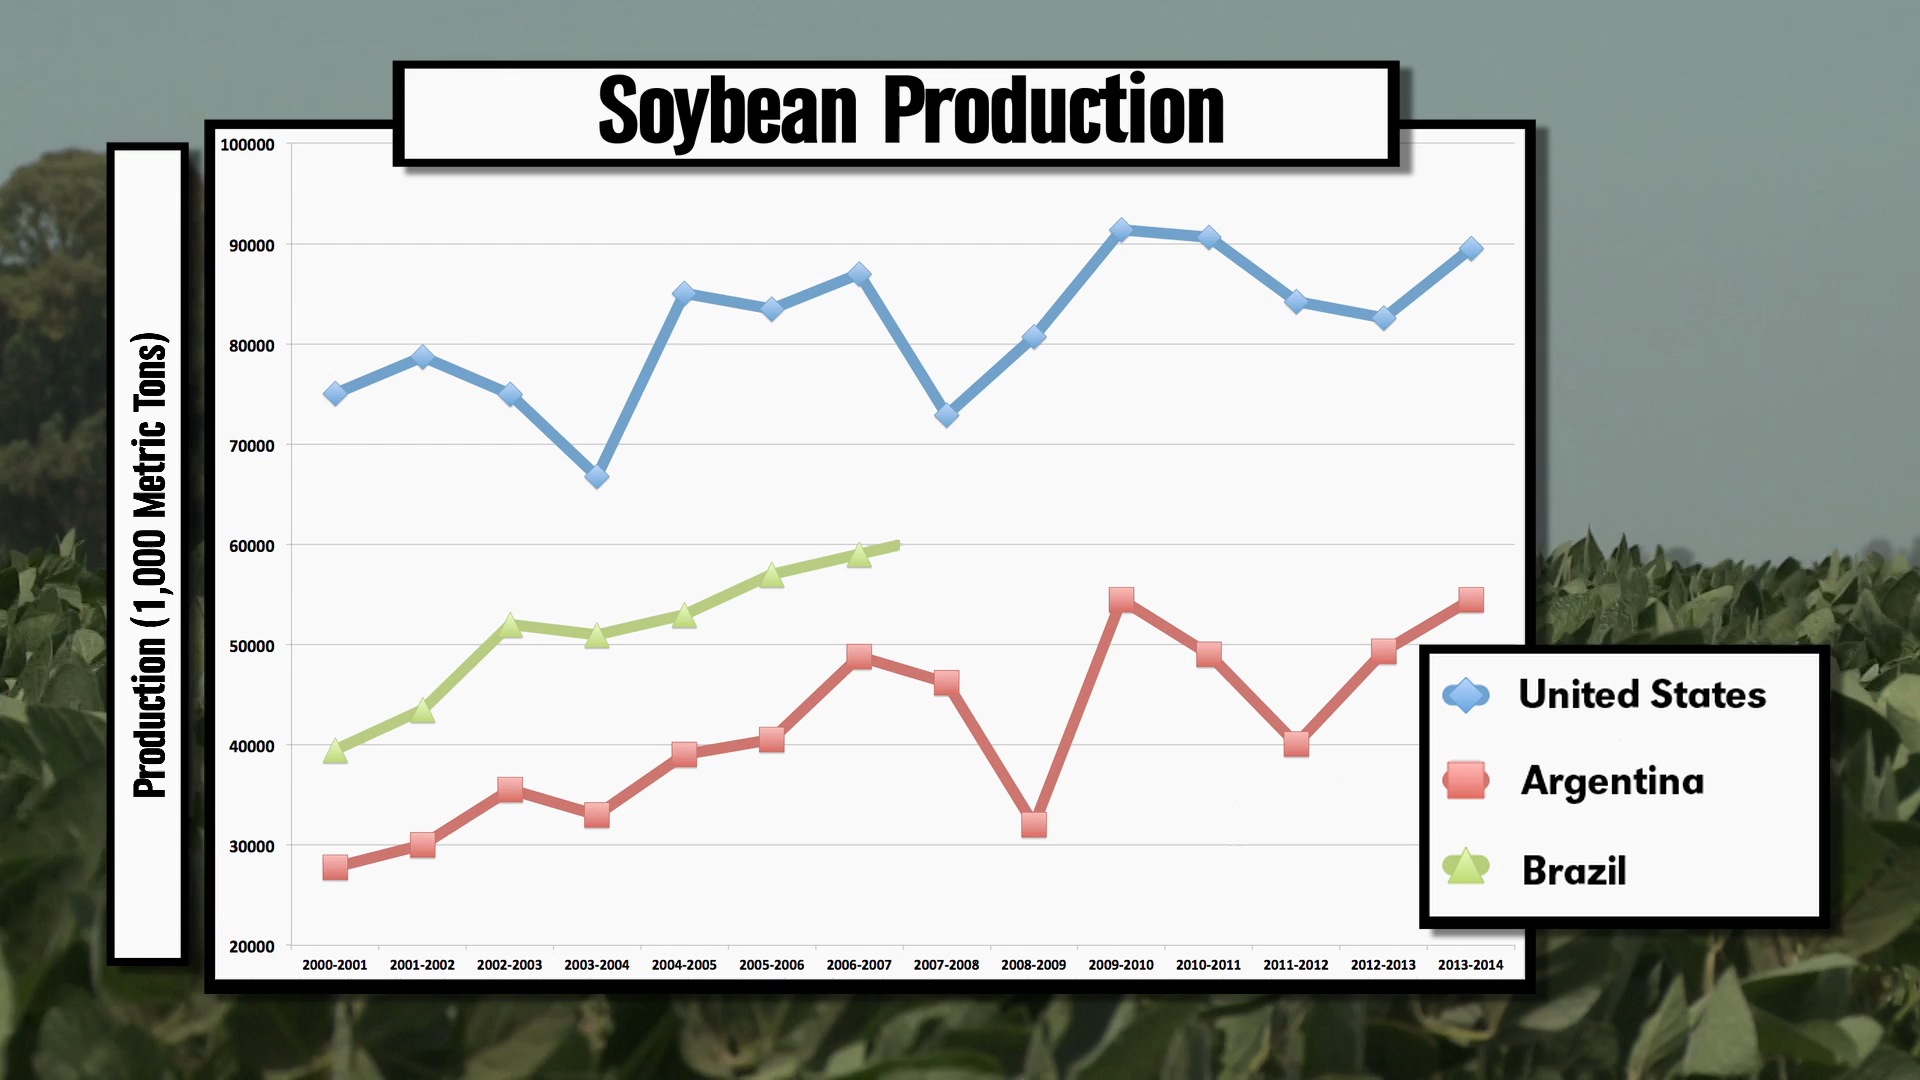 Soybean Production
Production (1,000 Metric Tons)
100000
90000
80000
70000
60000
50000
40000
30000
20000
2000-2001 2001-2002 2002-2003 2003-2004 2004-2005 2005-2006 2006-2007 2007-2008 2008-2009 2009-2010 2010-2011 2011-2012 2012-2013 2013-2014
United States
Argentina
Brazil